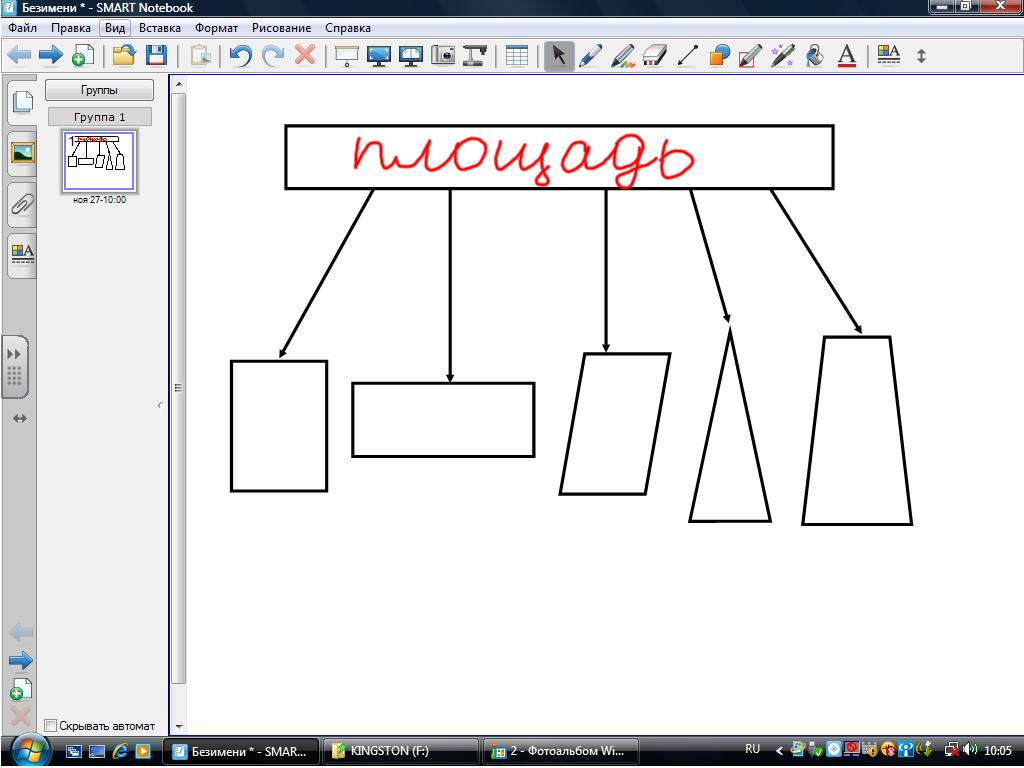 Безимени * - SMART Notebook
Файл Правка Вид Вставка Формат Рисование Справка
Группы
Группа 1
площадь
ноя 27-10:00
Скрывать автомат
Безимени * - SMAR...
KINGSTON (F:)
2 - Фотоальбом Wi...
RU
10:05